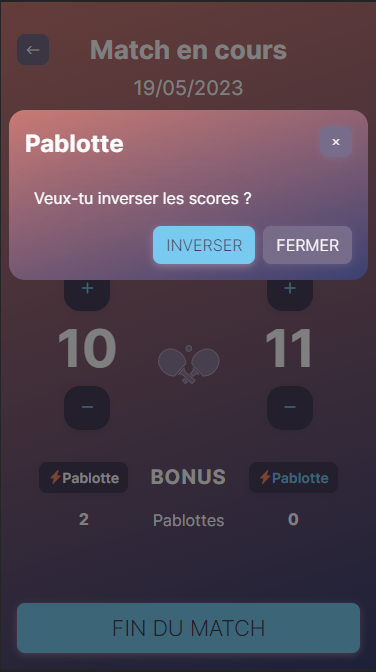 Match en cours
19/05/2023
Pablotte
Veux-tu inverser les scores ?
INVERSER FERMER
10 11
Pablotte BONUS Pablotte
2 Pablottes 0
FIN DU MATCH